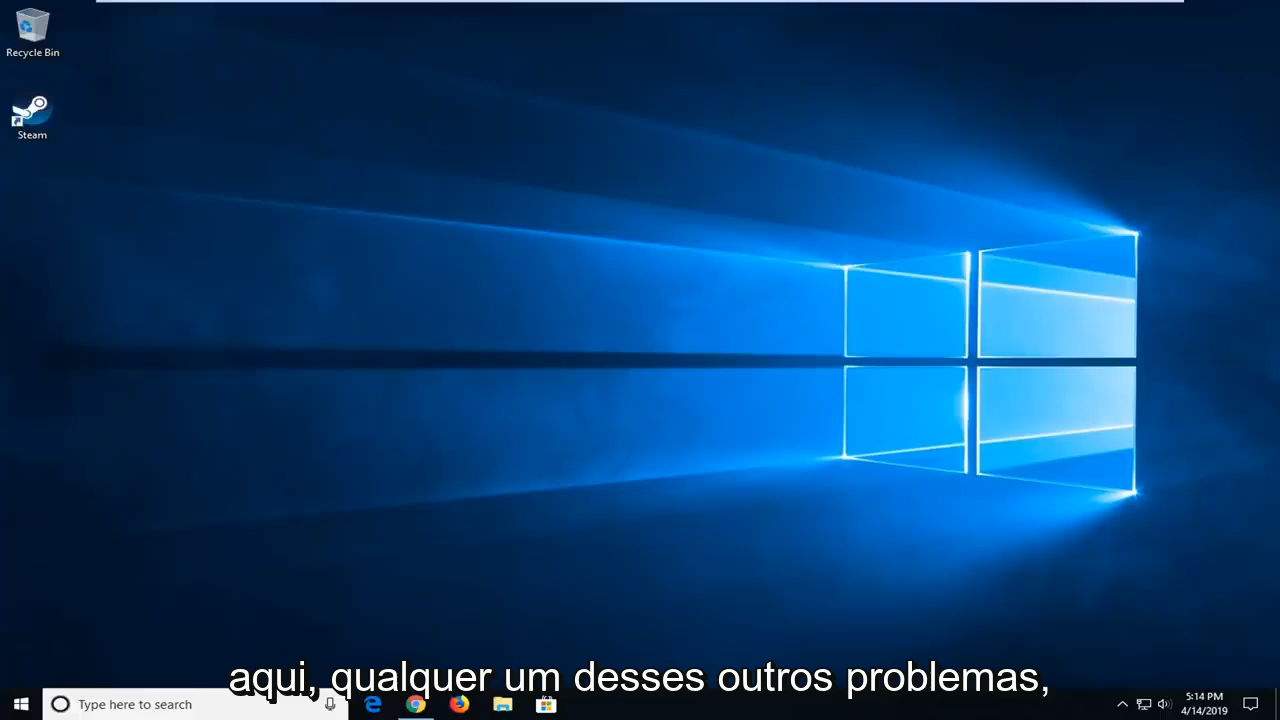 Recycle Bin
Steam
aqui, qualquer um desses outros problemas,
Type here to search
5:14 PM
4/14/2019